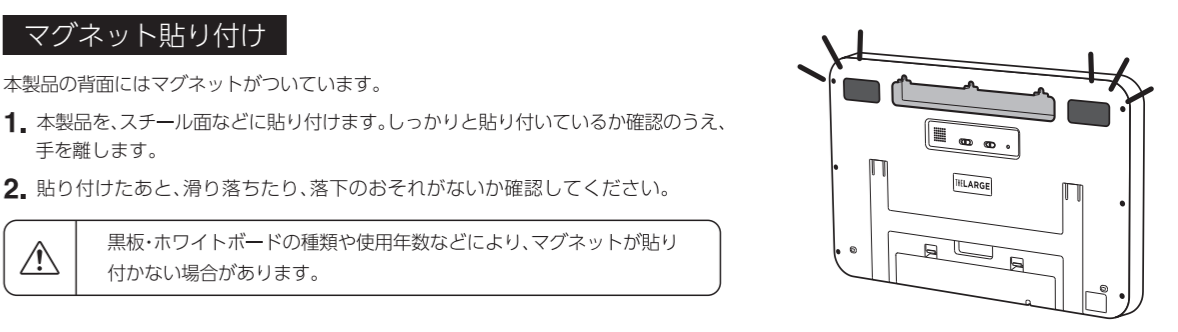 マグネット貼り付け
本製品の背面にはマグネットがついています。
1. 本製品を、スチール面などに貼り付けます。しっかりと貼り付いているか確認のうえ、
手を離します。
2. 貼り付けたあと、滑り落ちたり、落下のおそれがないか確認してください。
黒板・ホワイトボードの種類や使用年数などにより、マグネットが貼り
付かない場合があります。
THELARGE